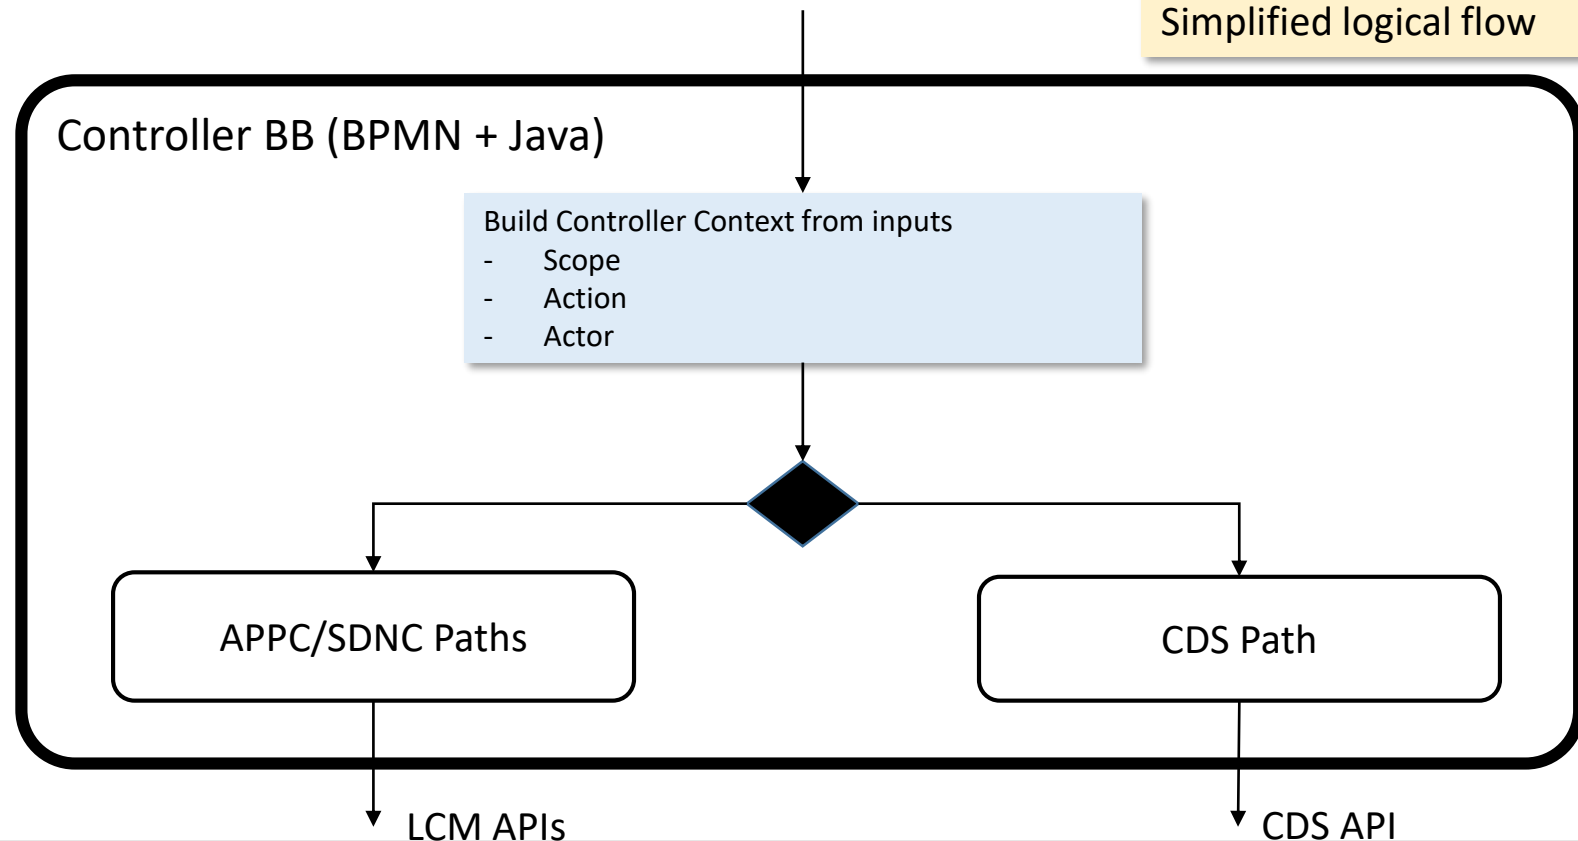 Simplified logical flow
Controller BB (BPMN + Java)
Build Controller Context from inputs
- Scope
- Action
- Actor
APPC/SDNC Paths
CDS Path
LCM APIs
CDS API